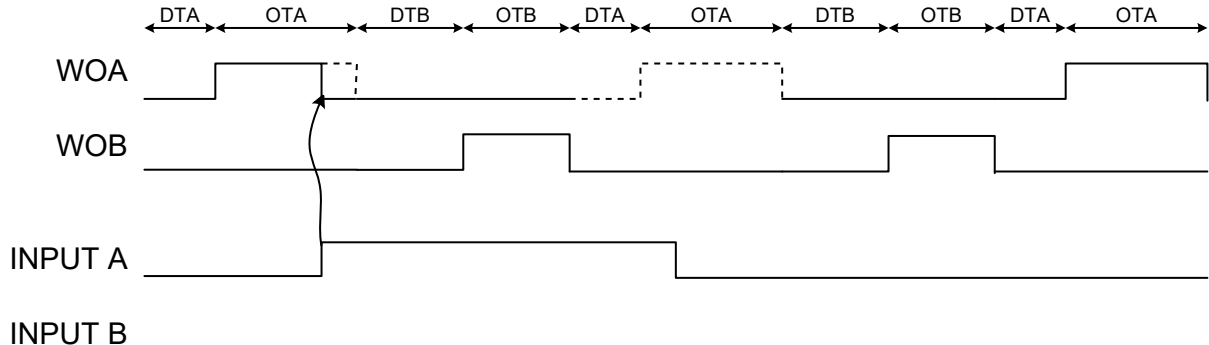 DTA OTA DTB OTB DTA OTA DTB OTB DTA OTA
WOA
WOB
INPUT A
INPUT B